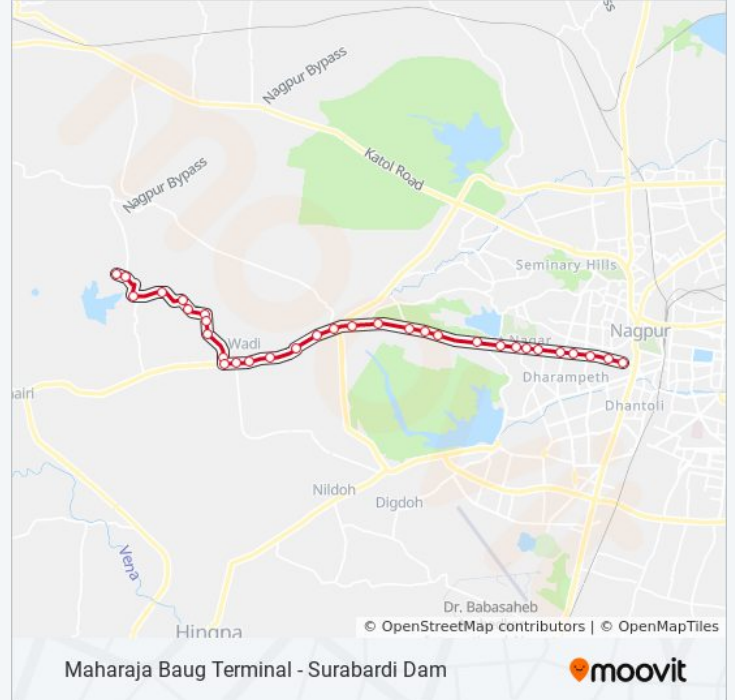 Nagpur Bypass
Katol Road
Nagpur Bypass
Seminary Hills
Nagpur
Wadi
Nagar
Dharampeth
airi
Dhantoli
Nildoh
Digdoh
Vena
Dr. Babasaheb
Hingna
© OpenStreetMap contributors | © OpenMapTiles
Maharaja Baug Terminal - Surabardi Dam
moovit